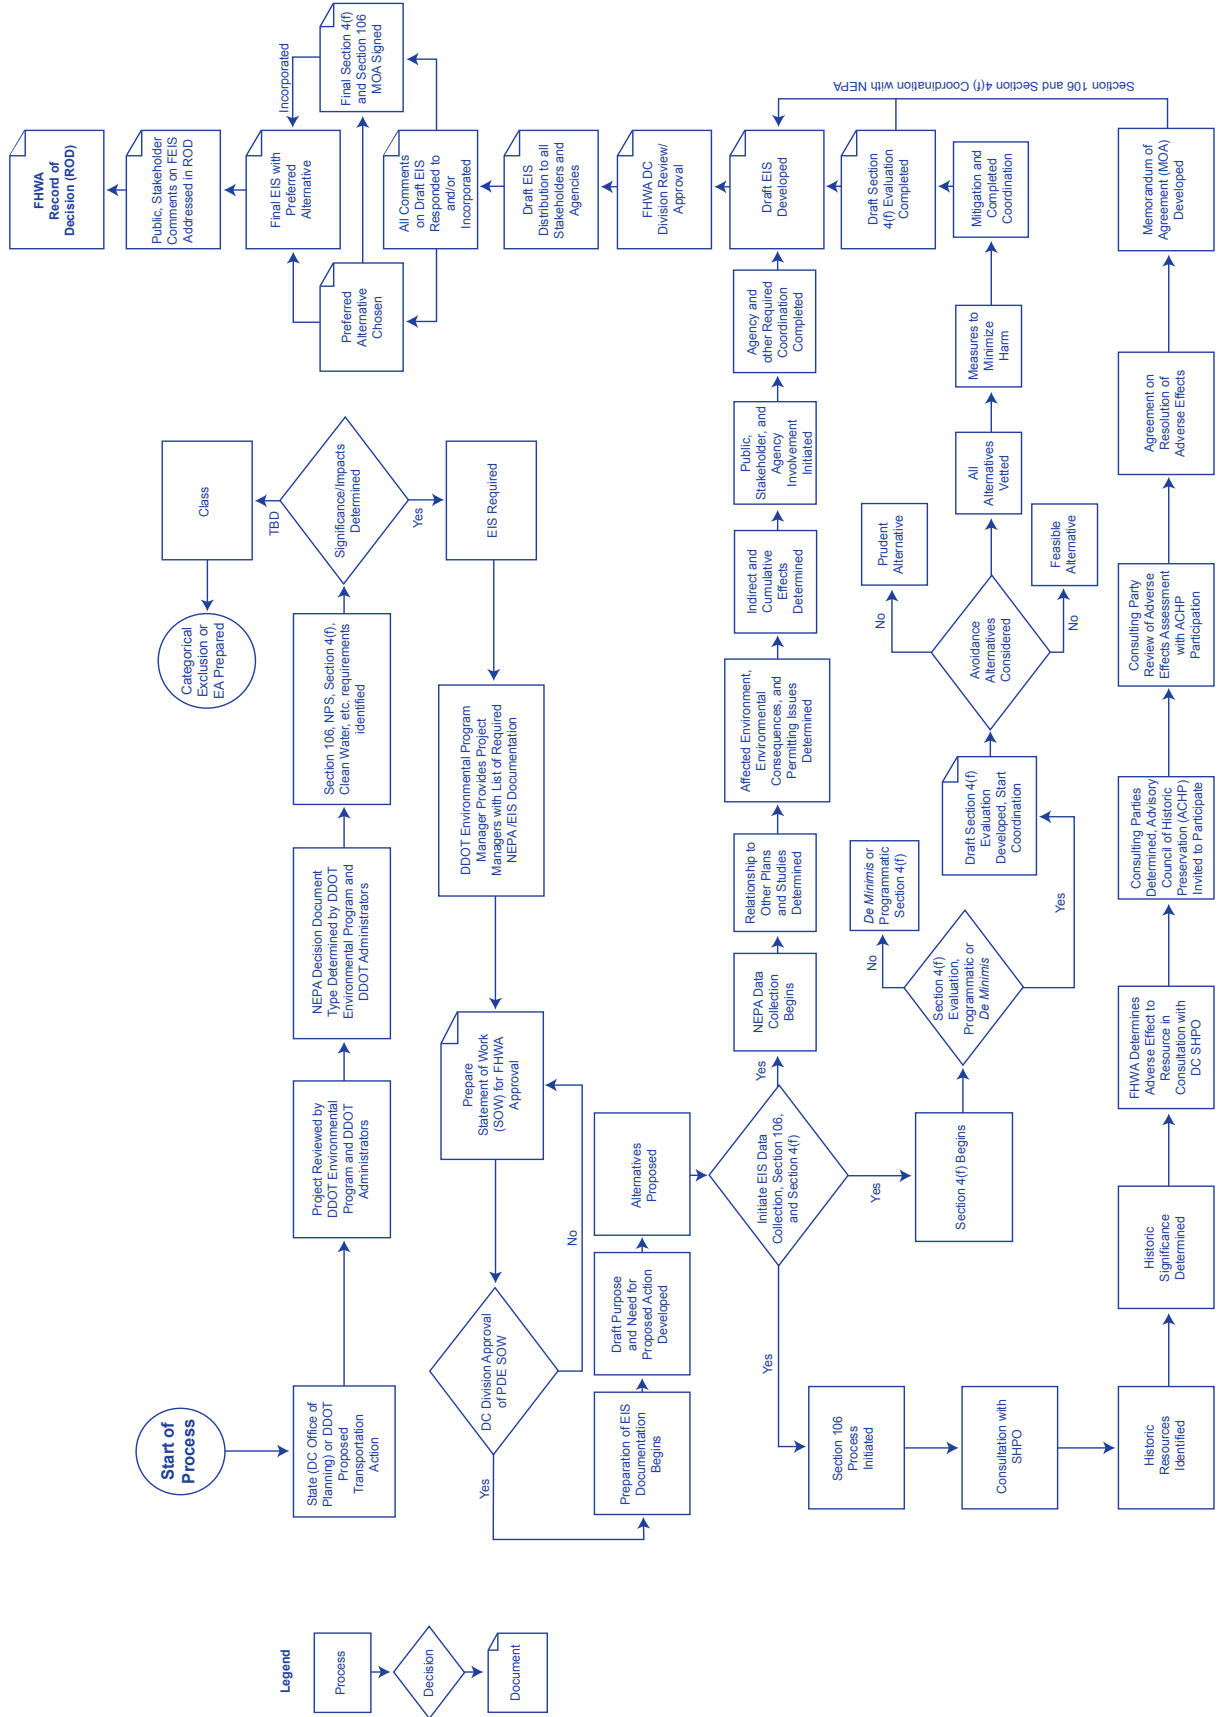 Start of
Process
State (DC Office of
Planning) or DDOT
Proposed
Transportation
Action
Project Reviewed by
DDOT Environmental
Program and DDOT
Administrators
NEPA Decision Document
Type Determined by DDOT
Environmental Program and
DDOT Administrators
Section 106, NPS, Section 4(f),
Clean Water, etc. requirements
identified
Significance/Impacts
Determined
TBD
Class
Categorical
Exclusion or
EA Prepared
Yes
EIS Required
DDOT Environmental Program
Manager Provides Project
Managers with List of Required
NEPA /EIS Documentation
Prepare
Statement of Work
(SOW) for FHWA
Approval
DC Division Approval
of PDE SOW
No
Yes
Preparation of EIS
Documentation
Begins
Draft Purpose
and Need for
Proposed Action
Developed
Alternatives
Proposed
Initiate EIS Data
Collection, Section 106,
and Section 4(f)
Yes
NEPA Data
Collection
Begins
Relationship to
Other Plans
and Studies
Determined
Affected Environment,
Environmental
Consequences, and
Permitting Issues
Determined
Indirect and
Cumulative
Effects
Determined
Public,
Stakeholder, and
Agency
Involvement
Initiated
Agency and
other Required
Coordination
Completed
Draft EIS
Developed
Yes
Section 4(f) Begins
Section 4(f)
Evaluation,
Programmatic or
De Minimis
No
De Minimis or
Programmatic
Section 4(f)
Yes
Draft Section 4(f)
Evaluation
Developed, Start
Coordination
Avoidance
Alternatives
Considered
No
Prudent
Alternative
No
Feasible
Alternative
All
Alternatives
Vetted
Measures to
Minimize
Harm
Mitigation and
Completed
Coordination
Draft Section
4(f) Evaluation
Completed
Yes
Section 106
Process
Initiated
Consultation with
SHPO
Historic
Resources
Identified
Historic
Significance
Determined
FHWA Determines
Adverse Effect to
Resource in
Consultation with
DC SHPO
Consulting Parties
Determined, Advisory
Council of Historic
Preservation (ACHP)
Invited to Participate
Consulting Party
Review of Adverse
Effects Assessment
with ACHP
Participation
Agreement on
Resolution of
Adverse Effects
Memorandum of
Agreement (MOA)
Developed
Section 106 and Section 4(f) Coordination with NEPA
FHWA DC
Division Review/
Approval
Draft EIS
Distribution to all
Stakeholders and
Agencies
All Comments
on Draft EIS
Responded to
and/or
Incorporated
Preferred
Alternative
Chosen
Final Section 4(f)
and Section 106
MOA Signed
Incorporated
Final EIS with
Preferred
Alternative
Public, Stakeholder
Comments on FEIS
Addressed in ROD
FHWA
Record of
Decision (ROD)
Legend
Process
Decision
Document